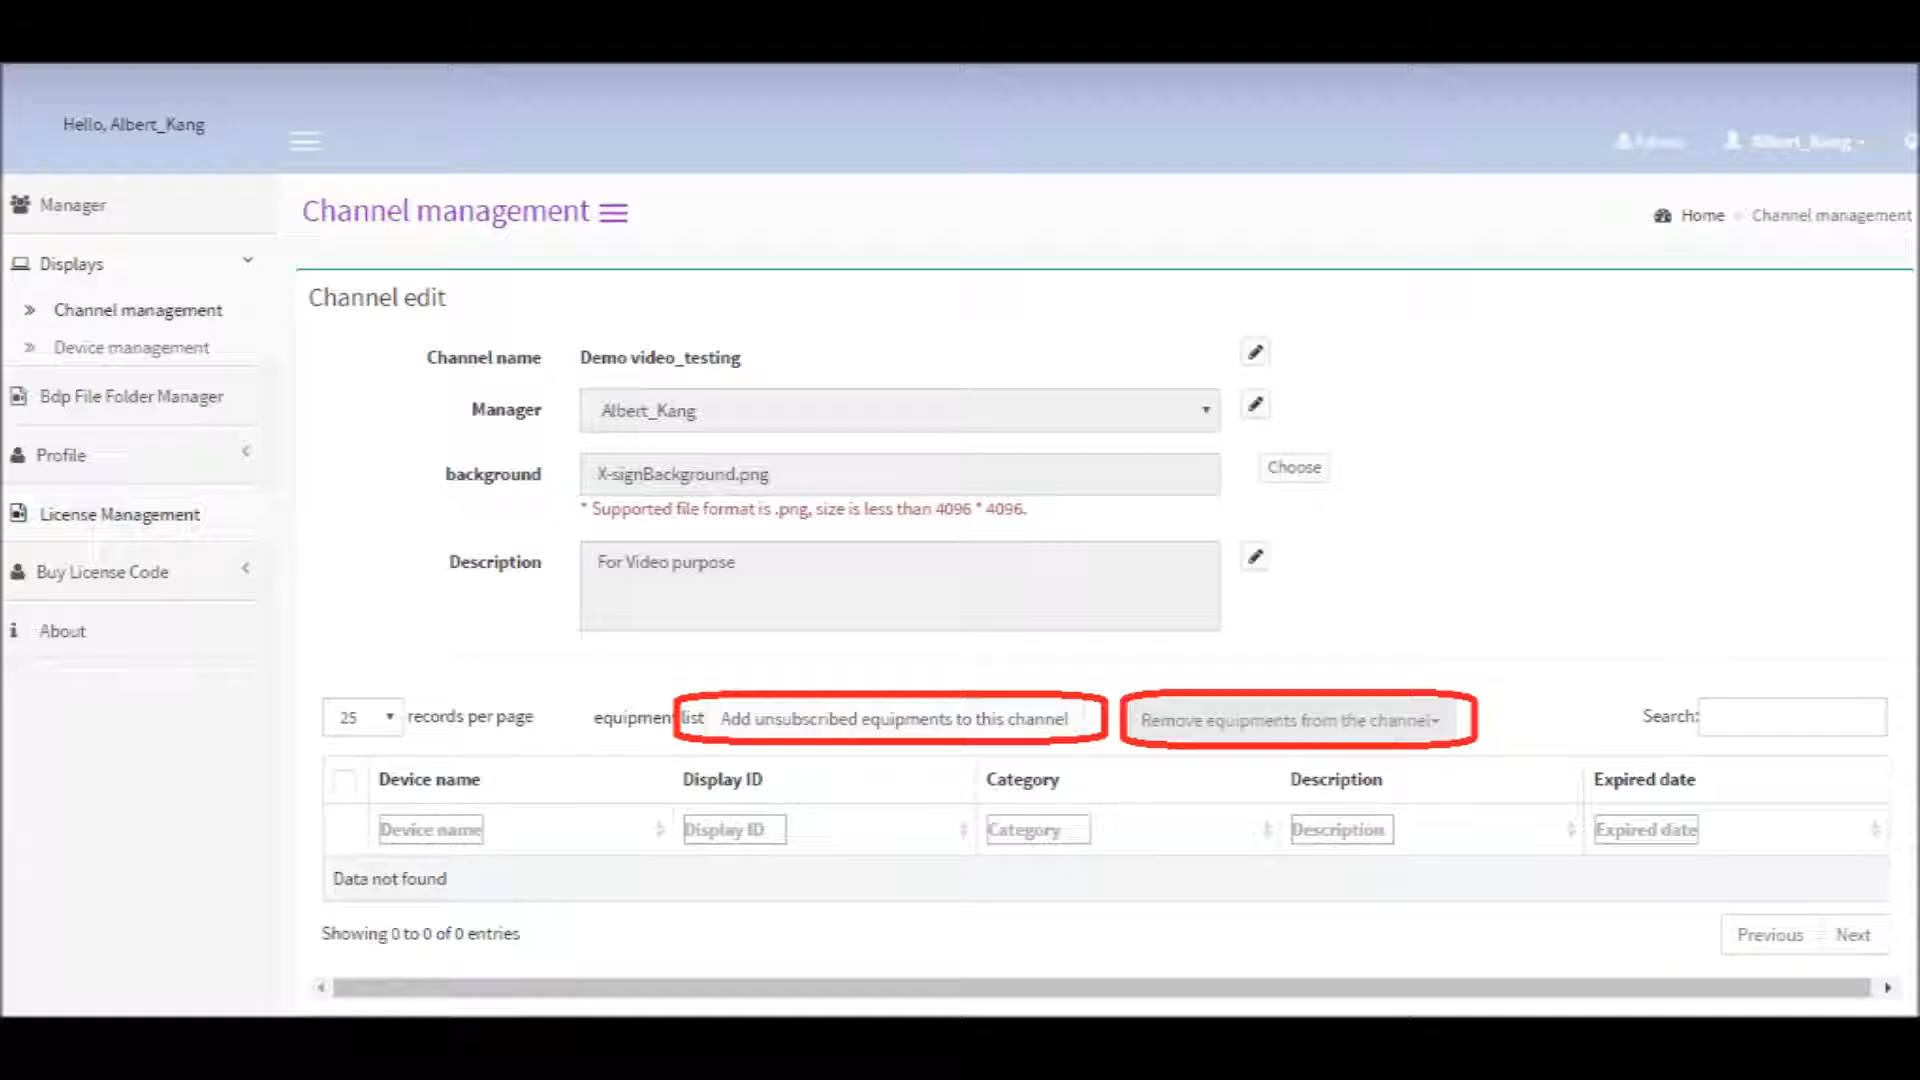 Hello, Albert_Kang
Albert_Kang
Manager
Channel management
Home
Channel management
Displays
Channel edit
Channel management
Device management
Channel name
Demo video_testing
Manager
Albert_Kang
Bdp File Folder Manager
Profile
background
X-signBackground.png
Choose
* Supported file format is .png, size is less than 4096 * 4096.
License Management
Description
For Video purpose
Buy License Code
About
25
records per page
equipment list
Add unsubscribed equipments to this channel
Remove equipments from the channel
Search:
Device name
Display ID
Category
Description
Expired date
Device name
Display ID
Category
Description
Expired date
Data not found
Showing 0 to 0 of 0 entries
Previous
Next